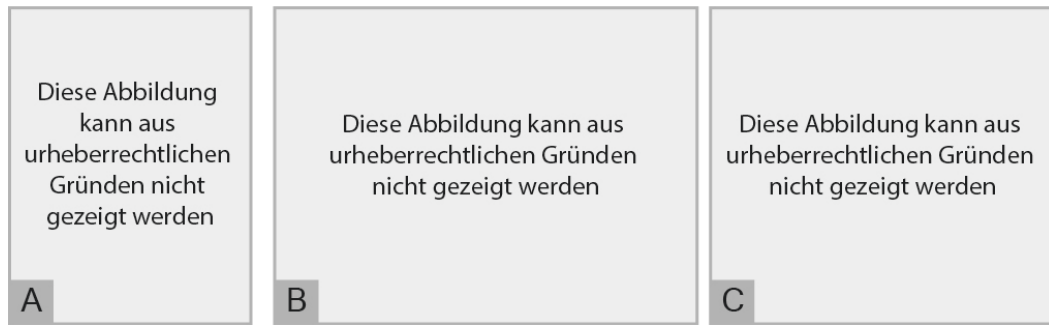 Diese Abbildung
kann aus
urheberrechtlichen
Gründen nicht
gezeigt werden
A
Diese Abbildung kann aus
urheberrechtlichen Gründen
nicht gezeigt werden
B
Diese Abbildung kann aus
urheberrechtlichen Gründen
nicht gezeigt werden
C